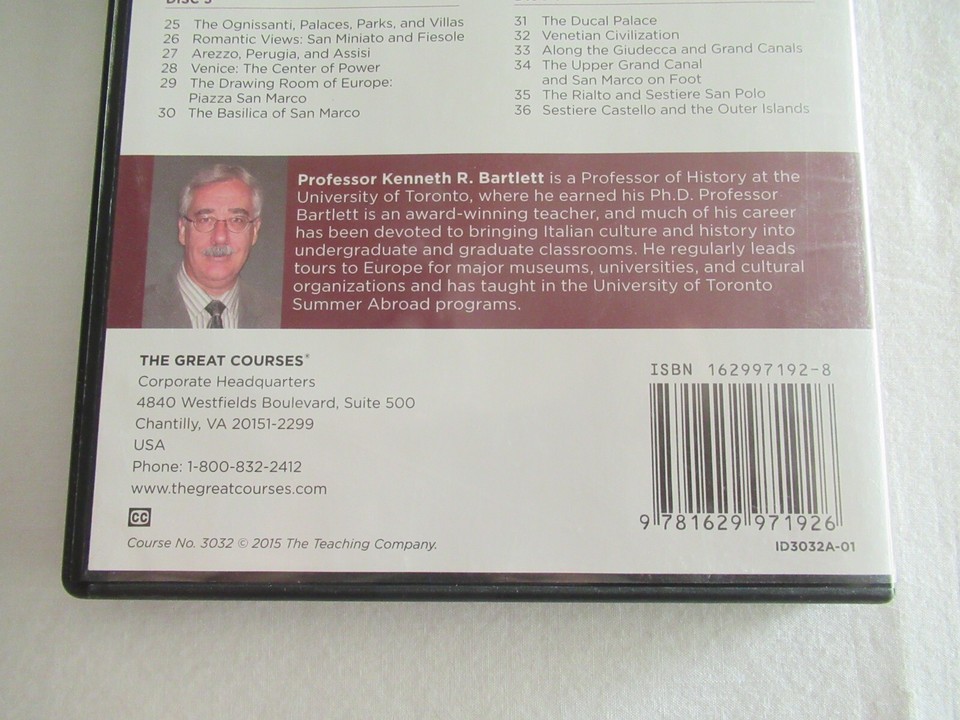 25 The Ognissanti, Palaces, Parks, and Villas
26 Romantic Views: San Miniato and Fiesole
27 Arezzo, Perugia, and Assisi
28 Venice: The Center of Power
29 The Drawing Room of Europe:
Piazza San Marco
30 The Basilica of San Marco
31 The Ducal Palace
32 Venetian Civilization
33 Along the Giudecca and Grand Canals
34 The Upper Grand Canal
and San Marco on Foot
35 The Rialto and Sestiere San Polo
36 Sestiere Castello and the Outer Islands
Professor Kenneth R. Bartlett is a Professor of History at the
University of Toronto, where he earned his Ph.D. Professor
Bartlett is an award-winning teacher, and much of his career
has been devoted to bringing Italian culture and history into
undergraduate and graduate classrooms. He regularly leads
tours to Europe for major museums, universities, and cultural
organizations and has taught in the University of Toronto
Summer Abroad programs.
THE GREAT COURSES®
Corporate Headquarters
4840 Westfields Boulevard, Suite 500
Chantilly, VA 20151-2299
USA
Phone: 1-800-832-2412
www.thegreatcourses.com
CC
Course No. 3032 © 2015 The Teaching Company.
ISBN 162997192-8
9 781629 971926
ID3032A-01